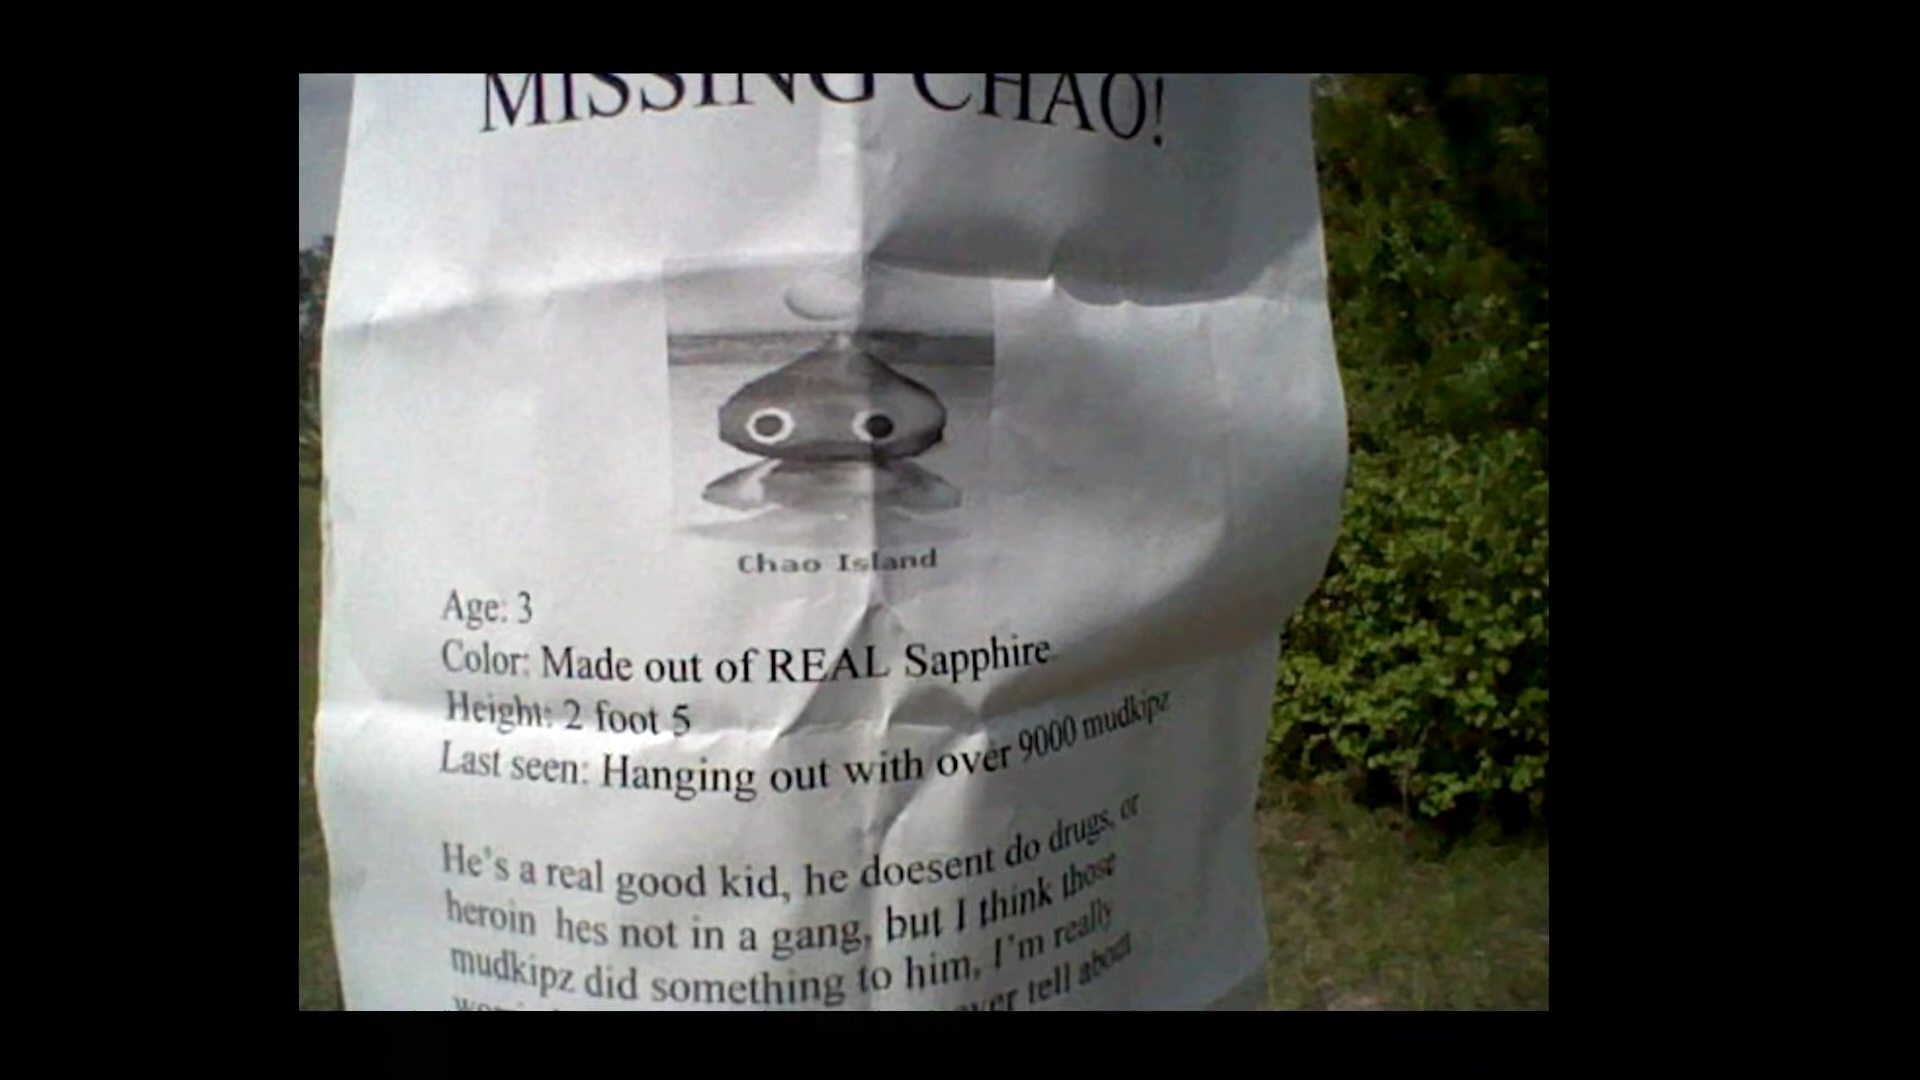 MISSING CHAO!
Chao Island
Age: 3
Color: Made out of REAL Sapphire
Height: 2 foot 5
Last seen: Hanging out with over 9000 mudkipz
He's a real good kid, he doesent do drugs, or
heroin hes not in a gang, but I think those
mudkipz did something to him, I'm really
tell about